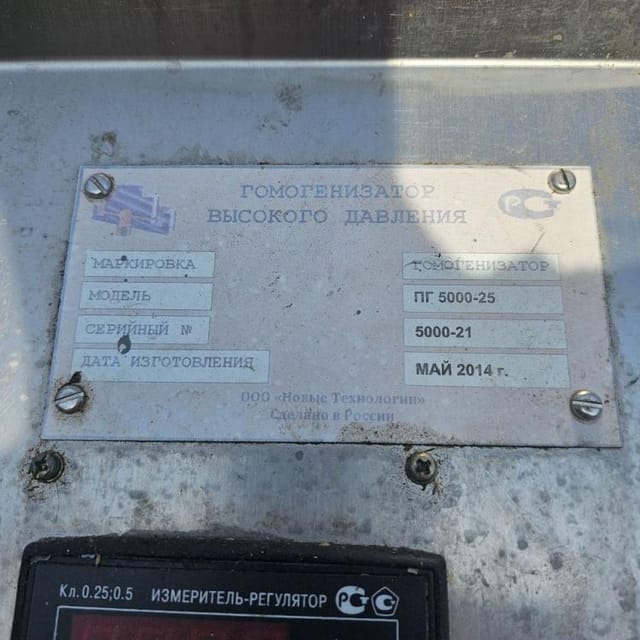 ГОМОГЕНИЗАТОР
ВЫСОКОГО ДАВЛЕНИЯ
МАРКИРОВКА ГОМОГЕНИЗАТОР
МОДЕЛЬ ПГ 5000-25
СЕРИЙНЫЙ № 5000-21
ДАТА ИЗГОТОВЛЕНИЯ МАЙ 2014 г.
ООО «Новые Технологии»
Сделано в России
Кл. 0.25;0.5 ИЗМЕРИТЕЛЬ-РЕГУЛЯТОР